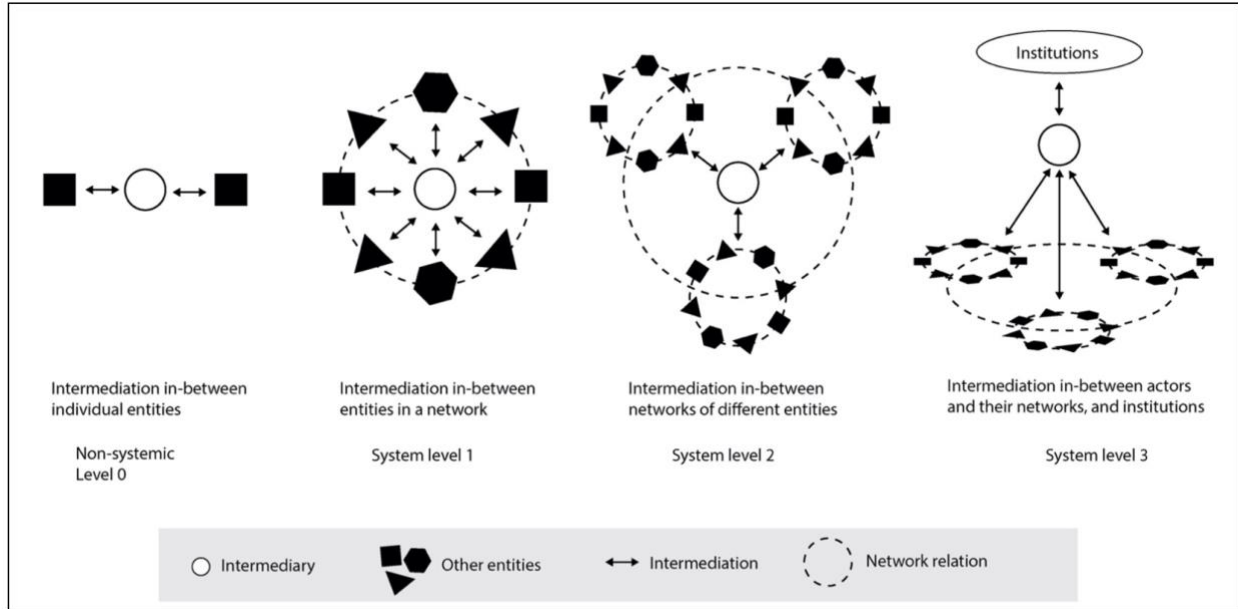 Institutions
Intermediation in-between
individual entities
Non-systemic
Level 0
Intermediation in-between
entities in a network
System level 1
Intermediation in-between
networks of different entities
System level 2
Intermediation in-between actors
and their networks, and institutions
System level 3
Intermediary
Other entities
Intermediation
Network relation